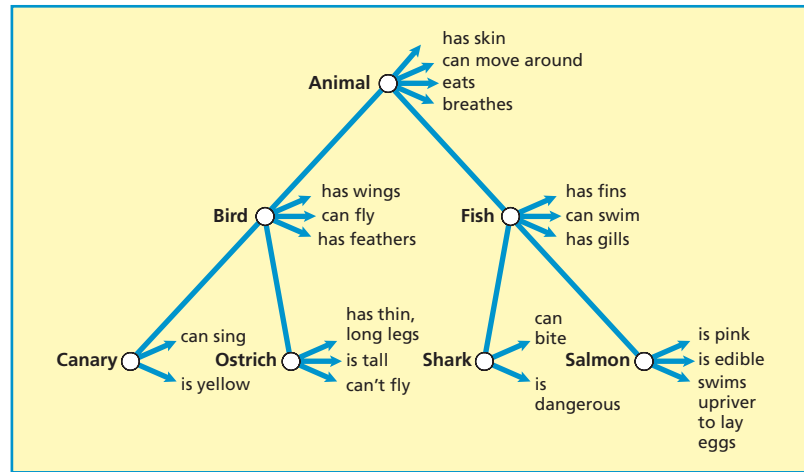 has skin
can move around
Animal
eats
breathes
has wings
Bird
can fly
has feathers
has fins
Fish
can swim
has gills
can sing
Canary
is yellow
has thin,
long legs
Ostrich
is tall
can't fly
can
bite
Shark
is
dangerous
is pink
Salmon
is edible
swims
upriver
to lay
eggs